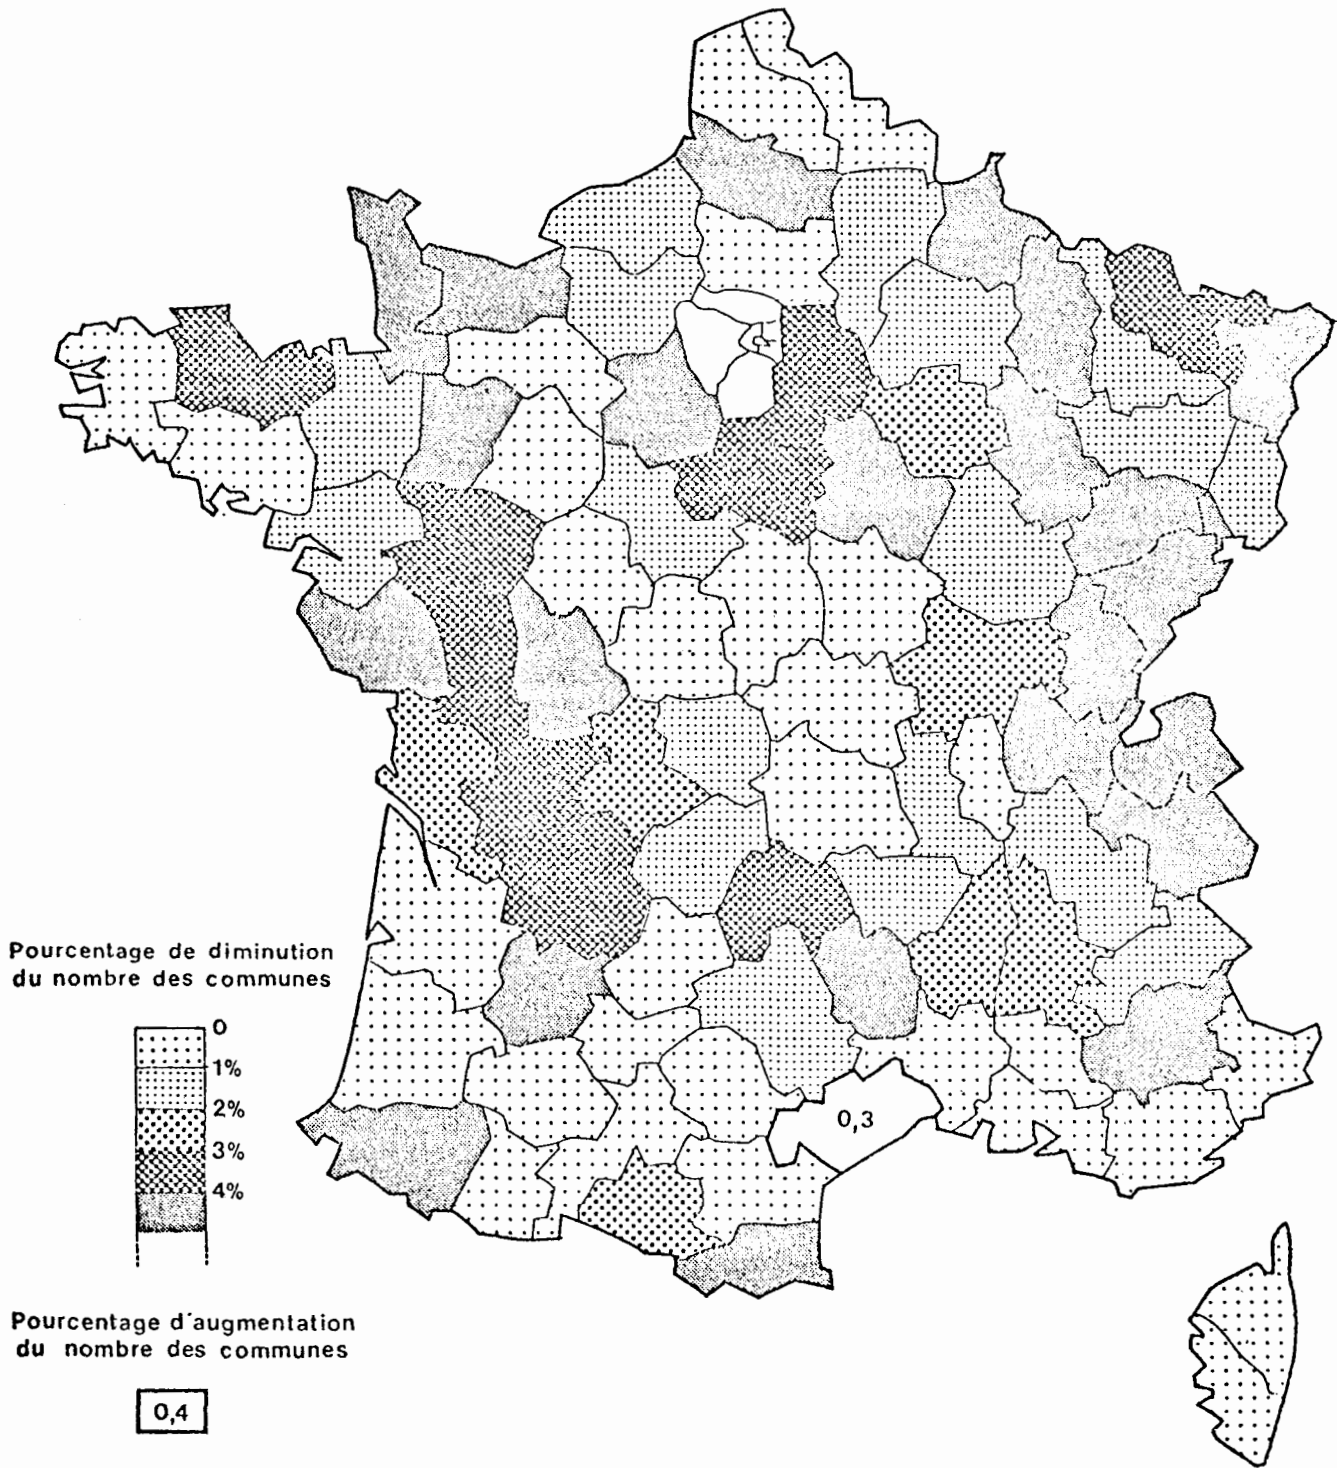 0,3
Pourcentage de diminution
du nombre des communes
0
1%
2%
3%
4%
Pourcentage d'augmentation
du nombre des communes
0,4